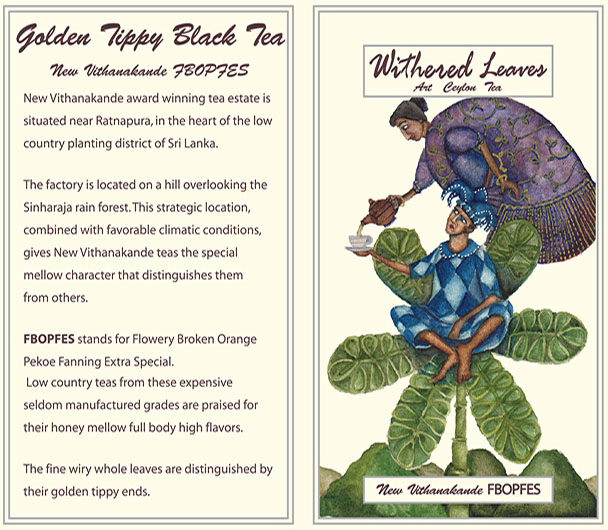 Golden Tippy Black Tea
New Vithanakande FBOPFES
New Vithanakande award winning tea estate is
situated near Ratnapura, in the heart of the low
country planting district of Sri Lanka.
The factory is located on a hill overlooking the
Sinharaja rain forest. This strategic location,
combined with favorable climatic conditions,
gives New Vithanakande teas the special
mellow character that distinguishes them
from others.
FBOPFES stands for Flowery Broken Orange
Pekoe Fanning Extra Special.
Low country teas from these expensive
seldom manufactured grades are praised for
their honey mellow full body high flavors.
The fine wiry whole leaves are distinguished by
their golden tippy ends.
Withered Leaves
Art Ceylon Tea
New Vithanakande FBOPFES